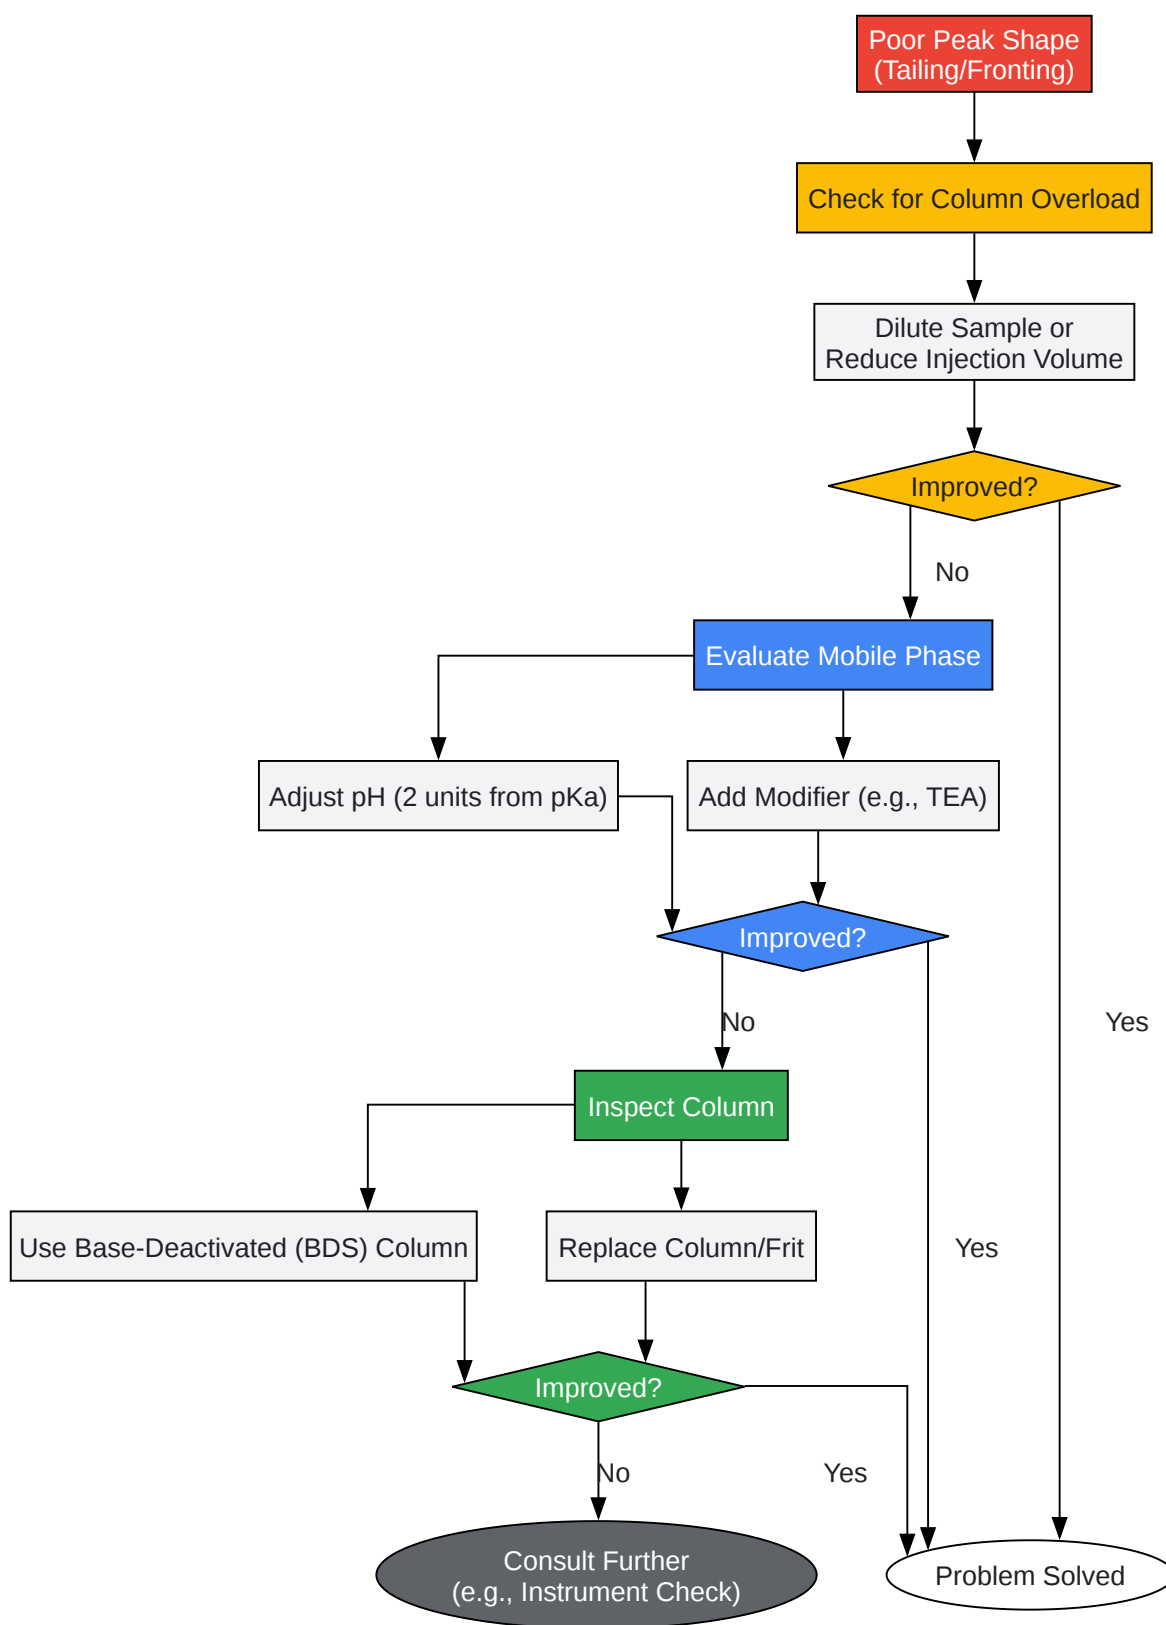 Poor Peak Shape
(Tailing/Fronting)
Check for Column Overload
Dilute Sample or
Reduce Injection Volume
Improved?
No
Evaluate Mobile Phase
Adjust pH (2 units from pKa)
Add Modifier (e.g., TEA)
Improved?
No
Yes
Inspect Column
Use Base-Deactivated (BDS) Column
Replace Column/Frit
Yes
Improved?
No
Yes
Consult Further
(e.g., Instrument Check)
Problem Solved